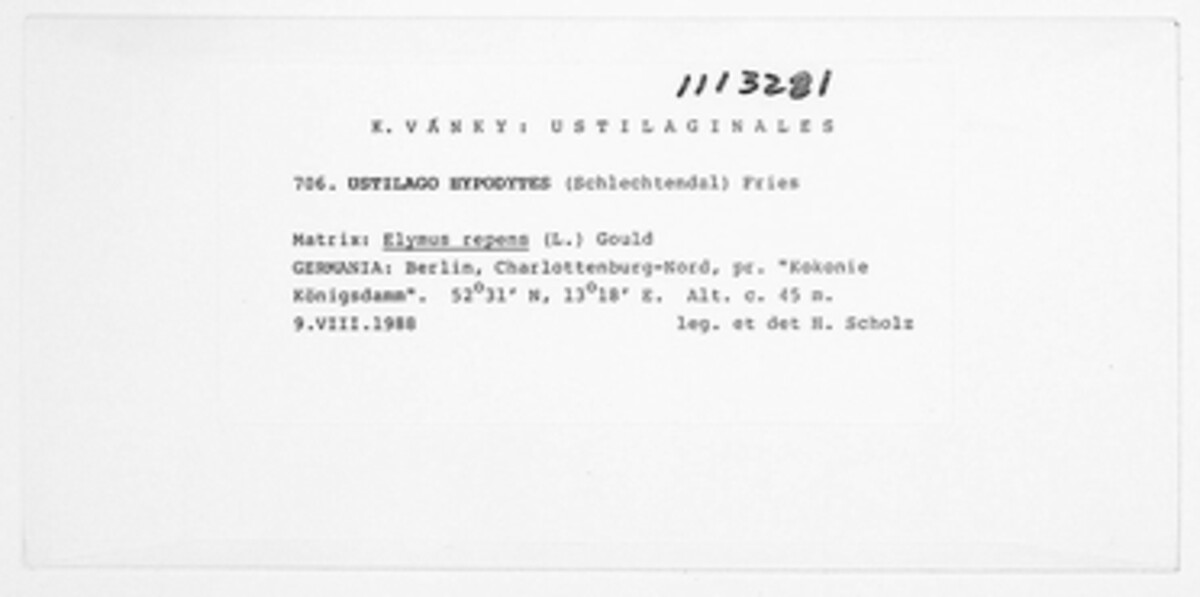 1113281
K. VÁNKY: USTILAGINALES
706. USTILAGO HYPODYTES (Schlechtendal) Fries
Matrix: Elymus repens (L.) Gould
GERMANIA: Berlin, Charlottenburg-Nord, pr. "Kokonie
Königsdamm". 52°31' N, 13°18' E. Alt. c. 45 m.
9.VIII.1988 leg. et det H. Scholz